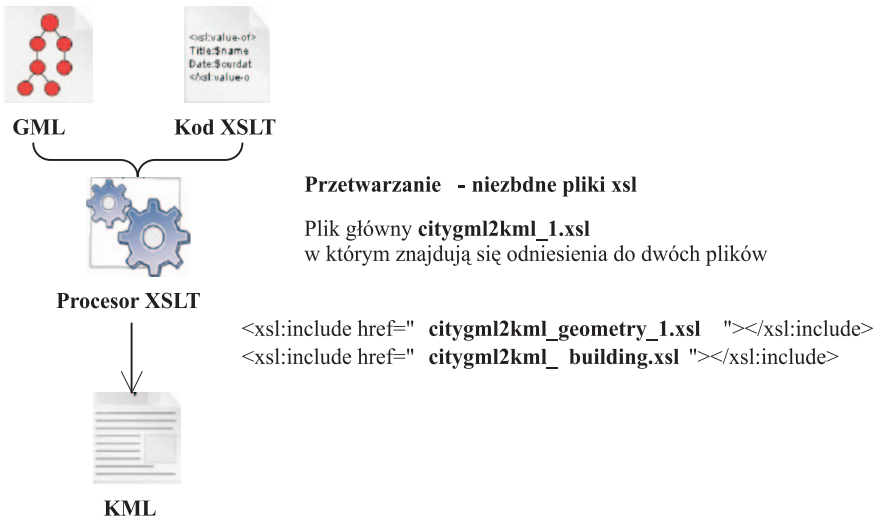 <xsl:value-of>
Title:$name
Date:$curdat
</xsl:value-o
GML
Kod XSLT
Przetwarzanie - niezbdne pliki xsl
Plik główny citygml2kml_1.xsl
w którym znajdują się odniesienia do dwóch plików
Procesor XSLT
<xsl:include href=" citygml2kml_geometry_1.xsl "></xsl:include>
<xsl:include href=" citygml2kml_ building.xsl "></xsl:include>
KML